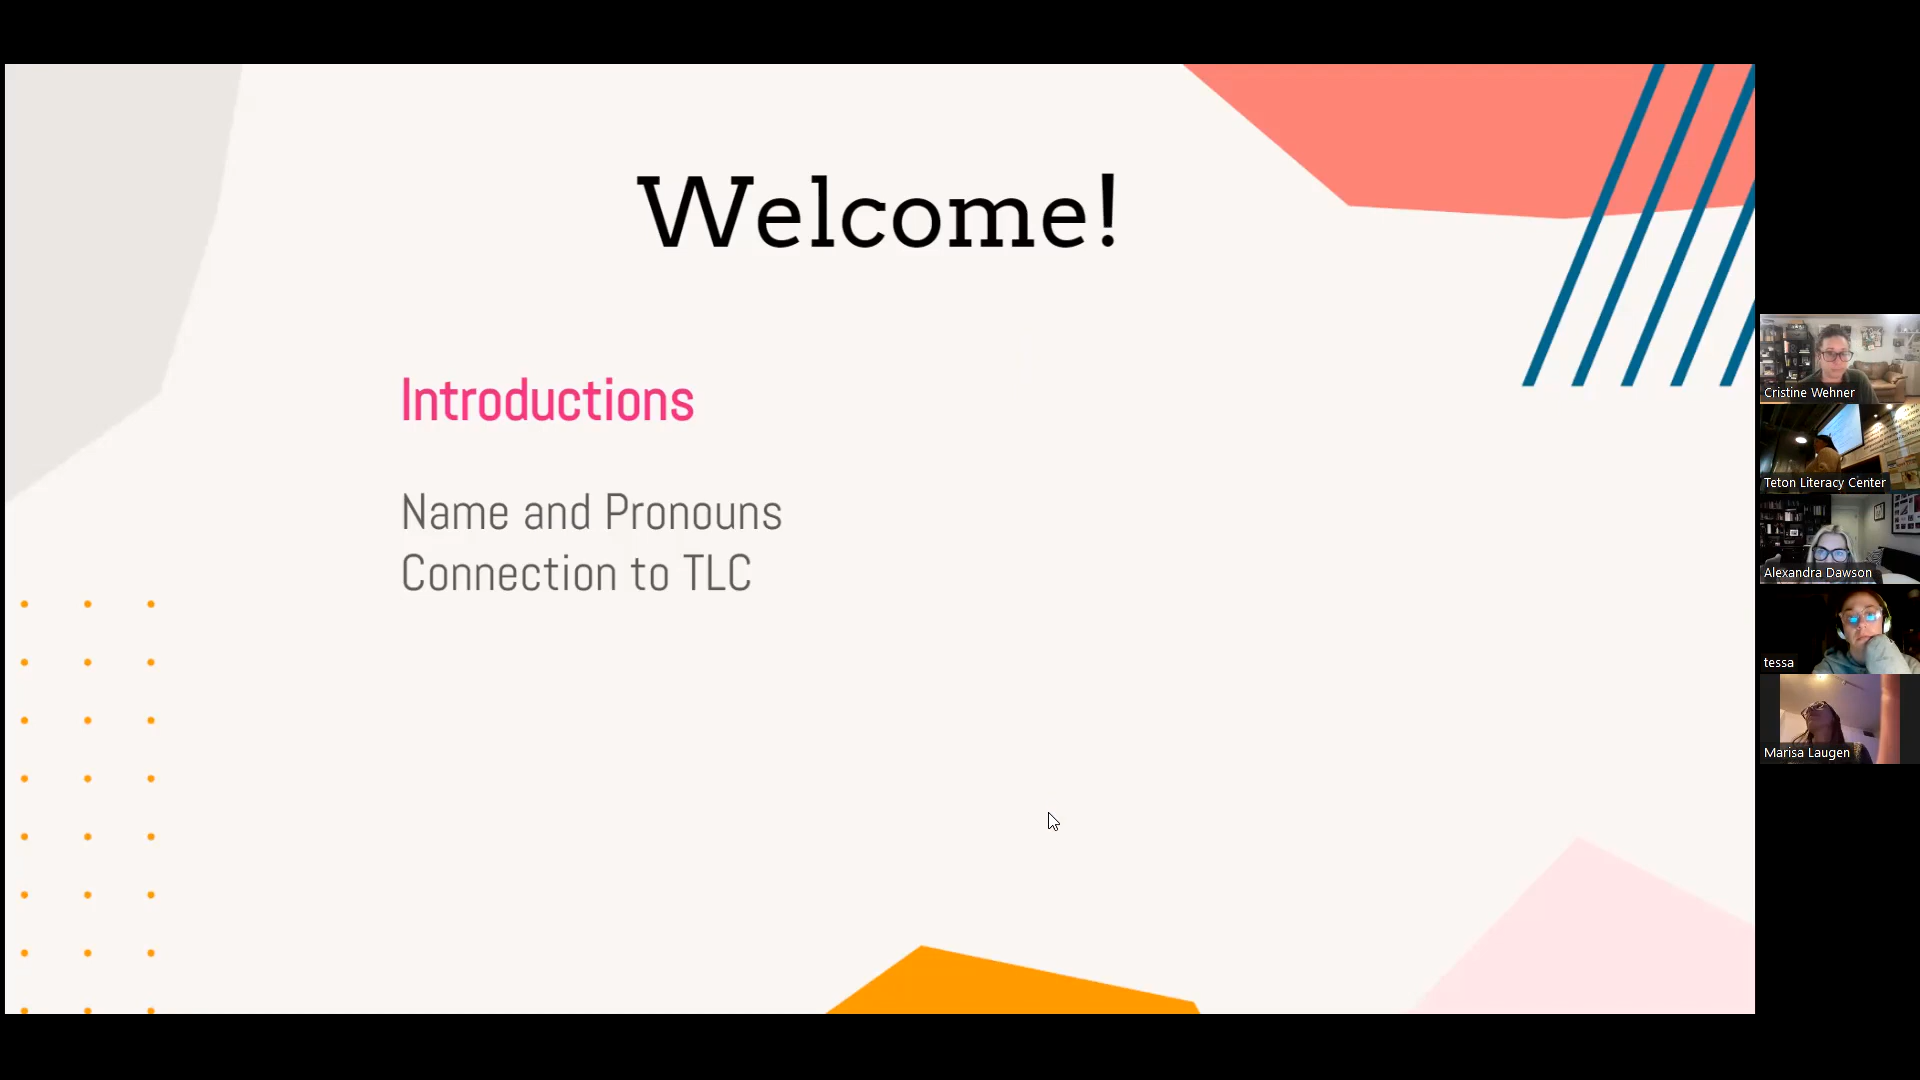 Welcome!
Introductions
Name and Pronouns
Connection to TLC
Cristine Wehner
Teton Literacy Center
Alexandra Dawson
tessa
Marisa Laugen